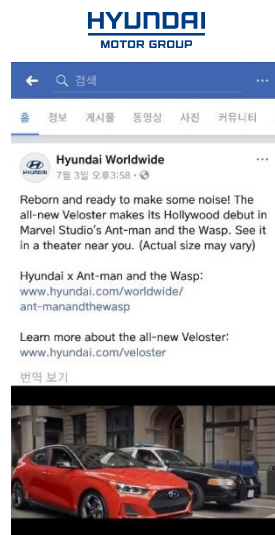 HYUNDAI
MOTOR GROUP
검색
홈 정보 게시물 동영상 사진 커뮤니티
Hyundai Worldwide
7월 3일 오후3:58 ·
Reborn and ready to make some noise! The
all-new Veloster makes its Hollywood debut in
Marvel Studio's Ant-man and the Wasp. See it
in a theater near you. (Actual size may vary)
Hyundai x Ant-man and the Wasp:
www.hyundai.com/worldwide/
ant-manandthewasp
Learn more about the all-new Veloster:
www.hyundai.com/veloster
번역 보기